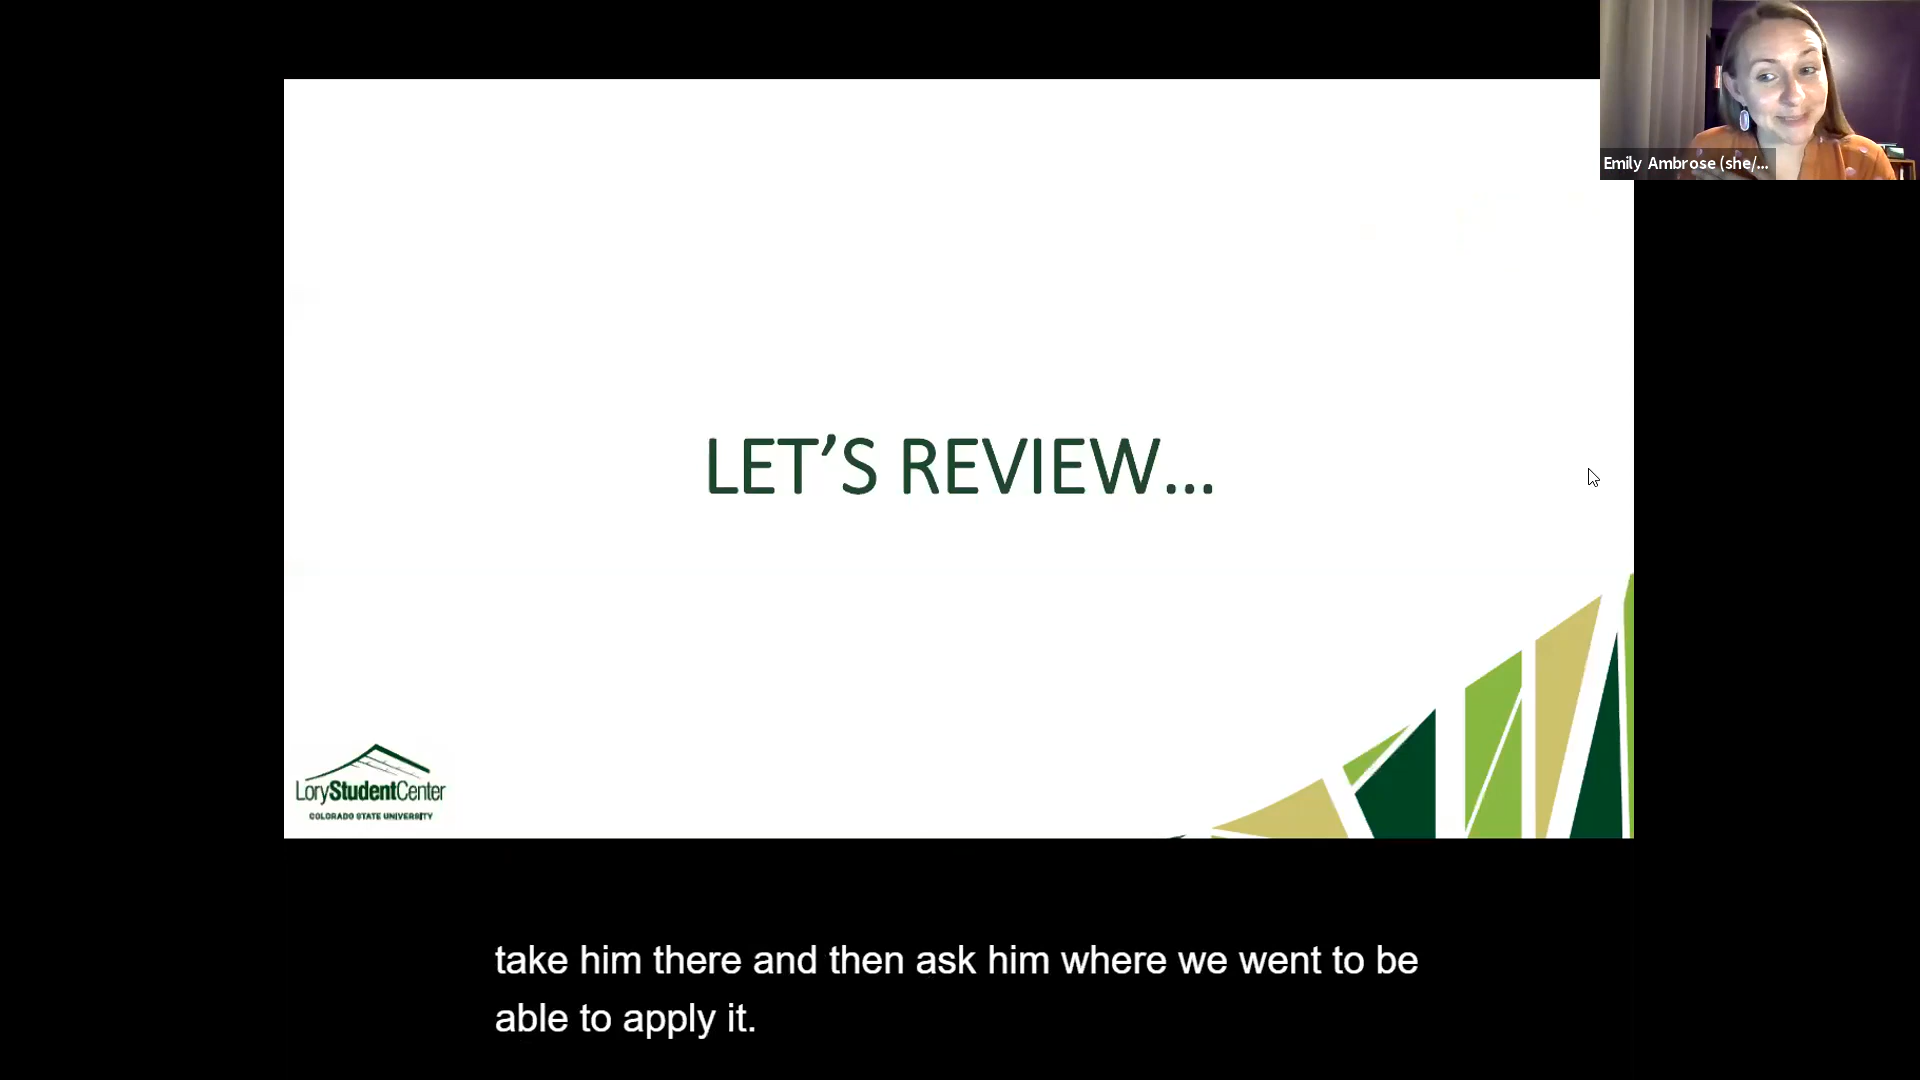 Emily Ambrose (she/...
LET’S REVIEW...
LoryStudentCenter
COLORADO STATE UNIVERSITY
take him there and then ask him where we went to be
able to apply it.